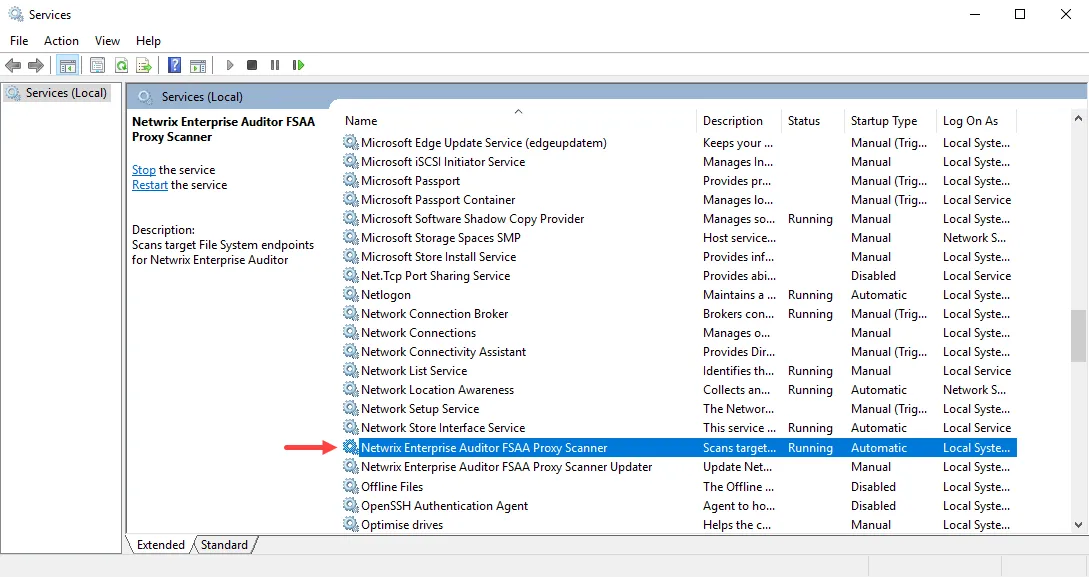 Services
File Action View Help
Services (Local)
Services (Local)
Netwrix Enterprise Auditor FSAA
Proxy Scanner
Stop the service
Restart the service
Description:
Scans target File System endpoints
for Netwrix Enterprise Auditor
Name Description Status Startup Type Log On As
Microsoft Edge Update Service (edgeupdatem) Keeps your ... Manual (Trig... Local Syste...
Microsoft iSCSI Initiator Service Manages In... Manual Local Syste...
Microsoft Passport Provides pr... Manual (Trig... Local Syste...
Microsoft Passport Container Manages lo... Manual (Trig... Local Service
Microsoft Software Shadow Copy Provider Manages so... Running Manual Local Syste...
Microsoft Storage Spaces SMP Host service... Manual Network S...
Microsoft Store Install Service Provides inf... Manual Local Syste...
Net.Tcp Port Sharing Service Provides abi... Disabled Local Service
Netlogon Maintains a ... Running Automatic Local Syste...
Network Connection Broker Brokers con... Running Manual (Trig... Local Syste...
Network Connections Manages o... Manual Local Syste...
Network Connectivity Assistant Provides Dir... Manual (Trig... Local Syste...
Network List Service Identifies th... Running Manual Local Service
Network Location Awareness Collects an... Running Automatic Network S...
Network Setup Service The Networ... Manual (Trig... Local Syste...
Network Store Interface Service This service ... Running Automatic Local Service
Netwrix Enterprise Auditor FSAA Proxy Scanner Scans target... Running Automatic Local Syste...
Netwrix Enterprise Auditor FSAA Proxy Scanner Updater Update Net... Manual Local Syste...
Offline Files The Offline ... Disabled Local Syste...
OpenSSH Authentication Agent Agent to ho... Disabled Local Syste...
Optimise drives Helps the c... Manual Local Syste...
Extended Standard